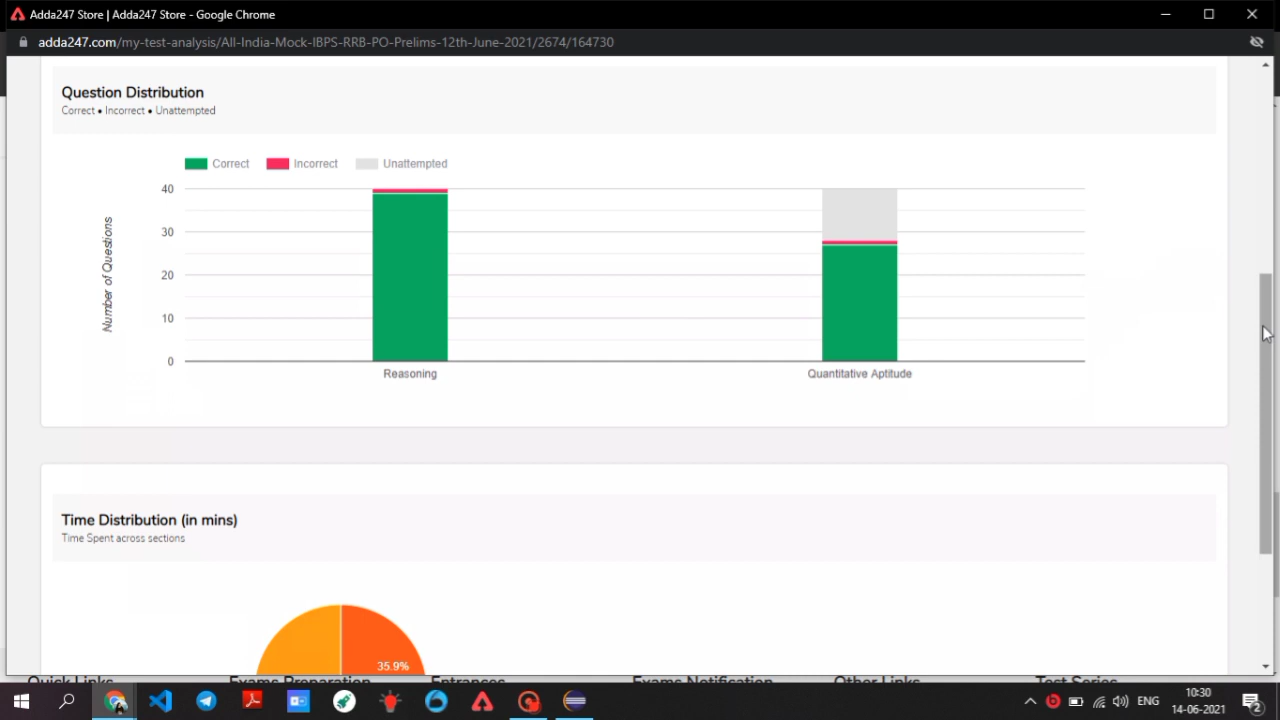 Adda247 Store | Adda247 Store - Google Chrome
adda247.com/my-test-analysis/All-India-Mock-IBPS-RRB-PO-Prelims-12th-June-2021/2674/164730
Question Distribution
Correct • Incorrect • Unattempted
Correct Incorrect Unattempted
40
30
20
10
0
Number of Questions
Reasoning Quantitative Aptitude
Time Distribution (in mins)
Time Spent across sections
35.9%
Quick Links Exams Preparation Entrances Exams Notification Other Links Test Series
ENG
10:30
14-06-2021
2